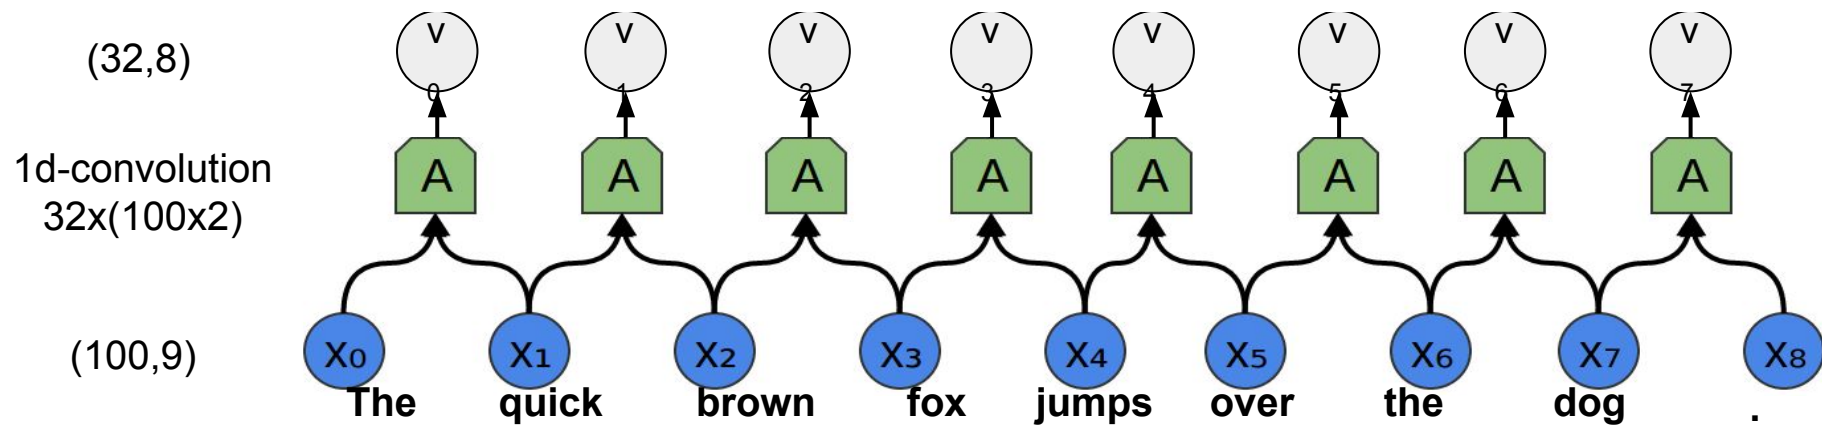 (32,8) v v v v v v v v
0 1 2 3 4 5 6 7
1d-convolution
32x(100x2)
A A A A A A A A
(100,9) X₀ X₁ X₂ X₃ X₄ X₅ X₆ X₇ X₈
The quick brown fox jumps over the dog .